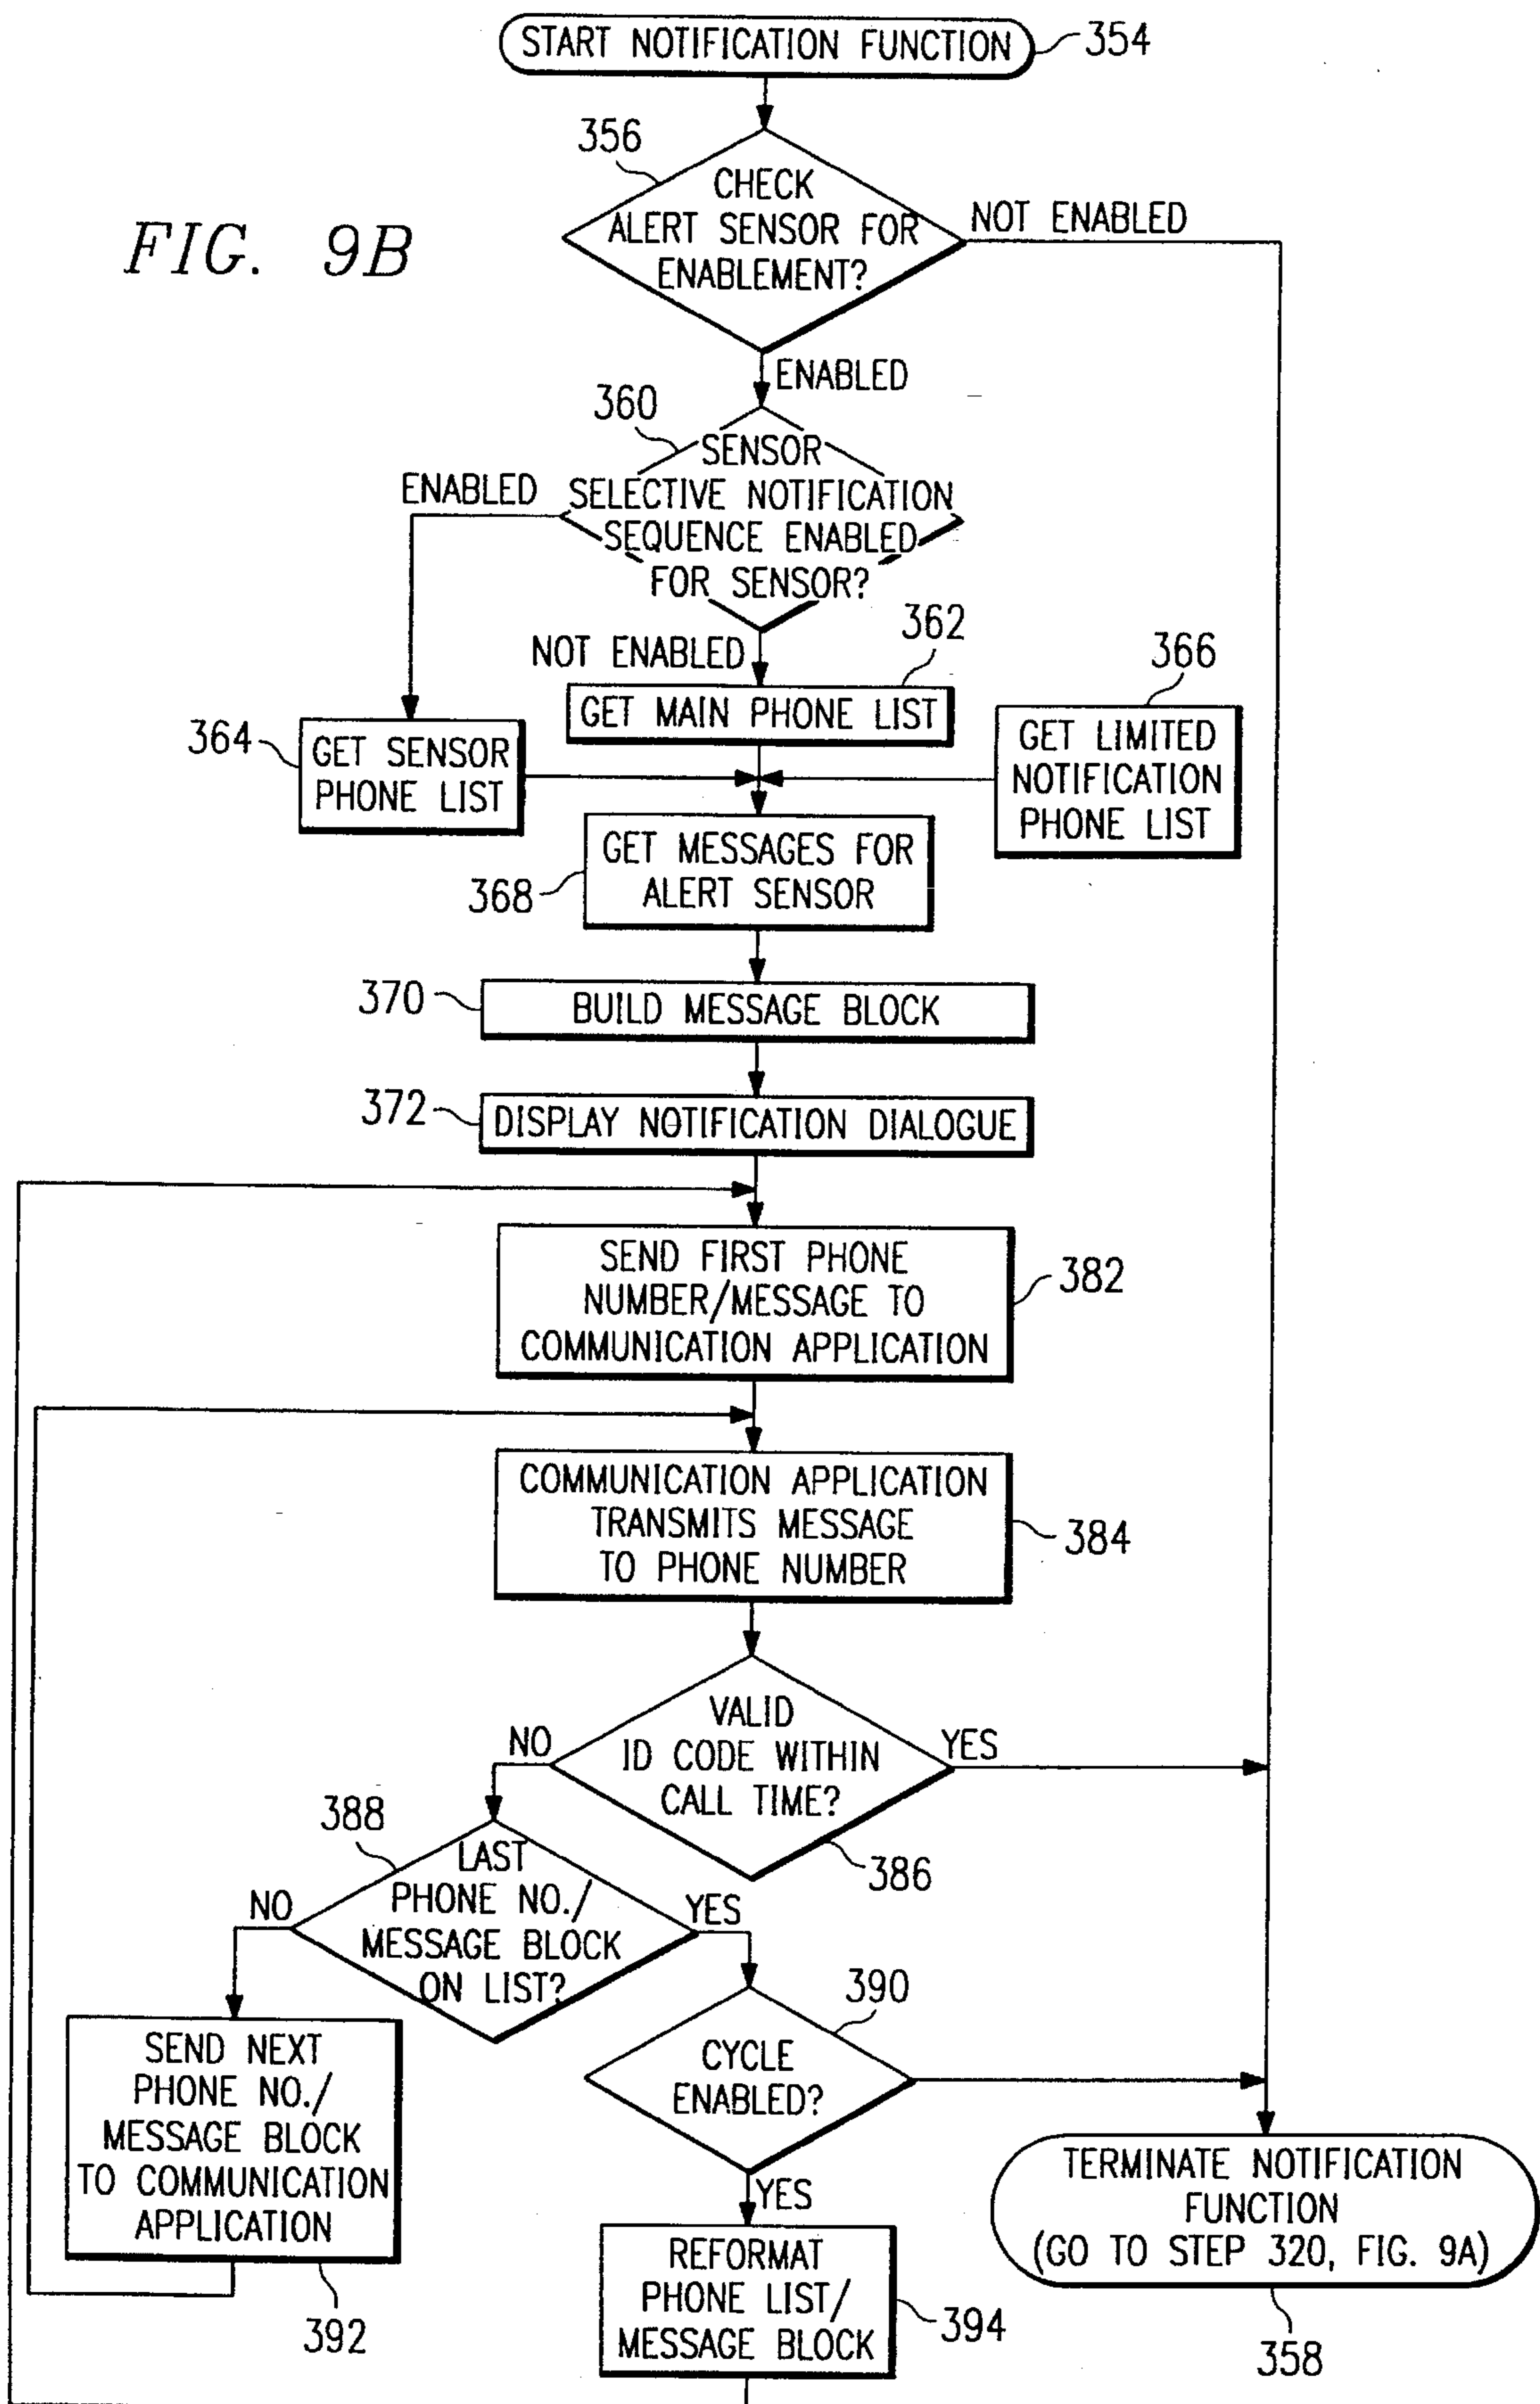 START NOTIFICATION FUNCTION
354
356
CHECK
ALERT SENSOR FOR
ENABLEMENT?
NOT ENABLED
FIG. 9B
ENABLED
360
SENSOR
SELECTIVE NOTIFICATION
SEQUENCE ENABLED
FOR SENSOR?
ENABLED
NOT ENABLED
362
GET MAIN PHONE LIST
366
364
GET SENSOR
PHONE LIST
GET LIMITED
NOTIFICATION
PHONE LIST
GET MESSAGES FOR
ALERT SENSOR
368
370
BUILD MESSAGE BLOCK
372
DISPLAY NOTIFICATION DIALOGUE
SEND FIRST PHONE
NUMBER/MESSAGE TO
COMMUNICATION APPLICATION
382
COMMUNICATION APPLICATION
TRANSMITS MESSAGE
TO PHONE NUMBER
384
VALID
ID CODE WITHIN
CALL TIME?
NO
YES
386
388
LAST
PHONE NO./
MESSAGE BLOCK
ON LIST?
NO
YES
390
CYCLE
ENABLED?
SEND NEXT
PHONE NO./
MESSAGE BLOCK
TO COMMUNICATION
APPLICATION
392
YES
REFORMAT
PHONE LIST/
MESSAGE BLOCK
394
TERMINATE NOTIFICATION
FUNCTION
(GO TO STEP 320, FIG. 9A)
358